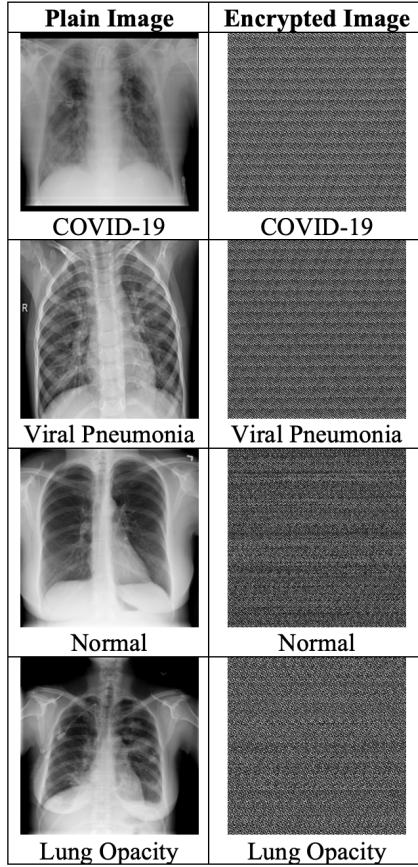 Plain Image Encrypted Image
COVID-19 COVID-19
R
Viral Pneumonia Viral Pneumonia
Normal Normal
Lung Opacity Lung Opacity